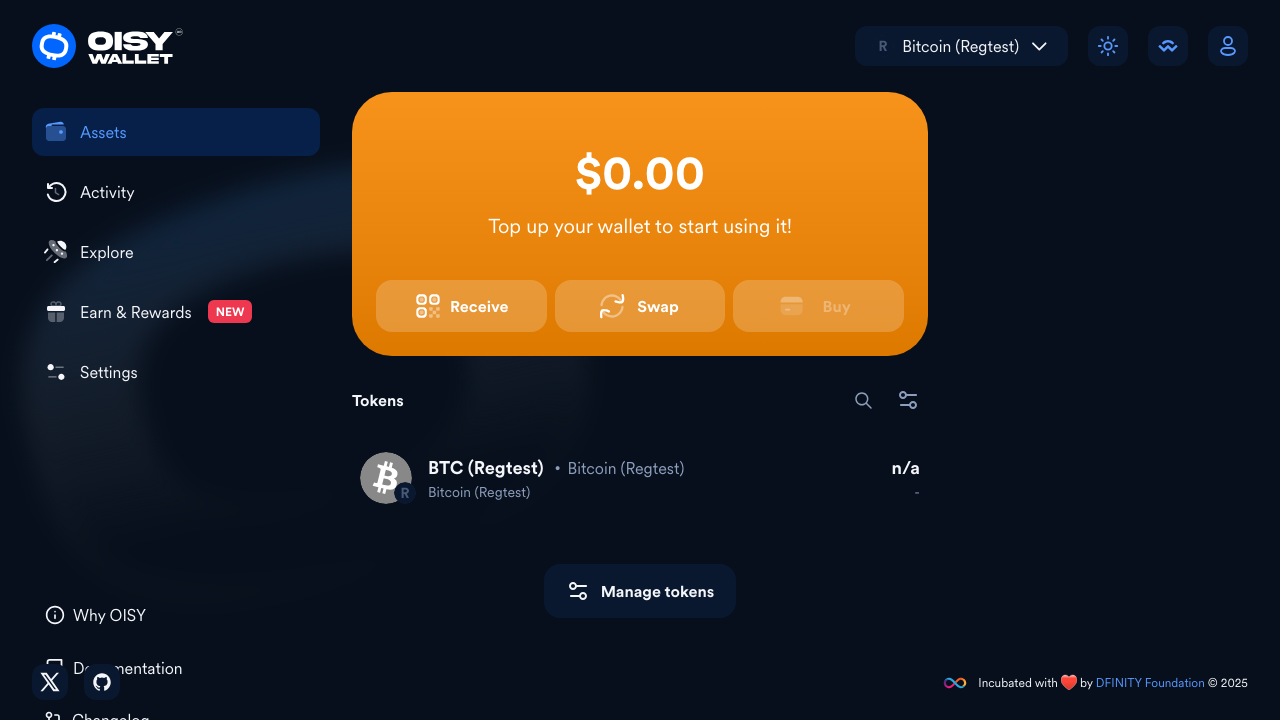 OISY
WALLET
R Bitcoin (Regtest)
Assets
Activity
Explore
Earn & Rewards NEW
Settings
$0.00
Top up your wallet to start using it!
Receive Swap Buy
Tokens
BTC (Regtest) • Bitcoin (Regtest) n/a
R Bitcoin (Regtest) -
Manage tokens
Why OISY
Documentation
Changelog
Incubated with ❤️ by DFINITY Foundation © 2025